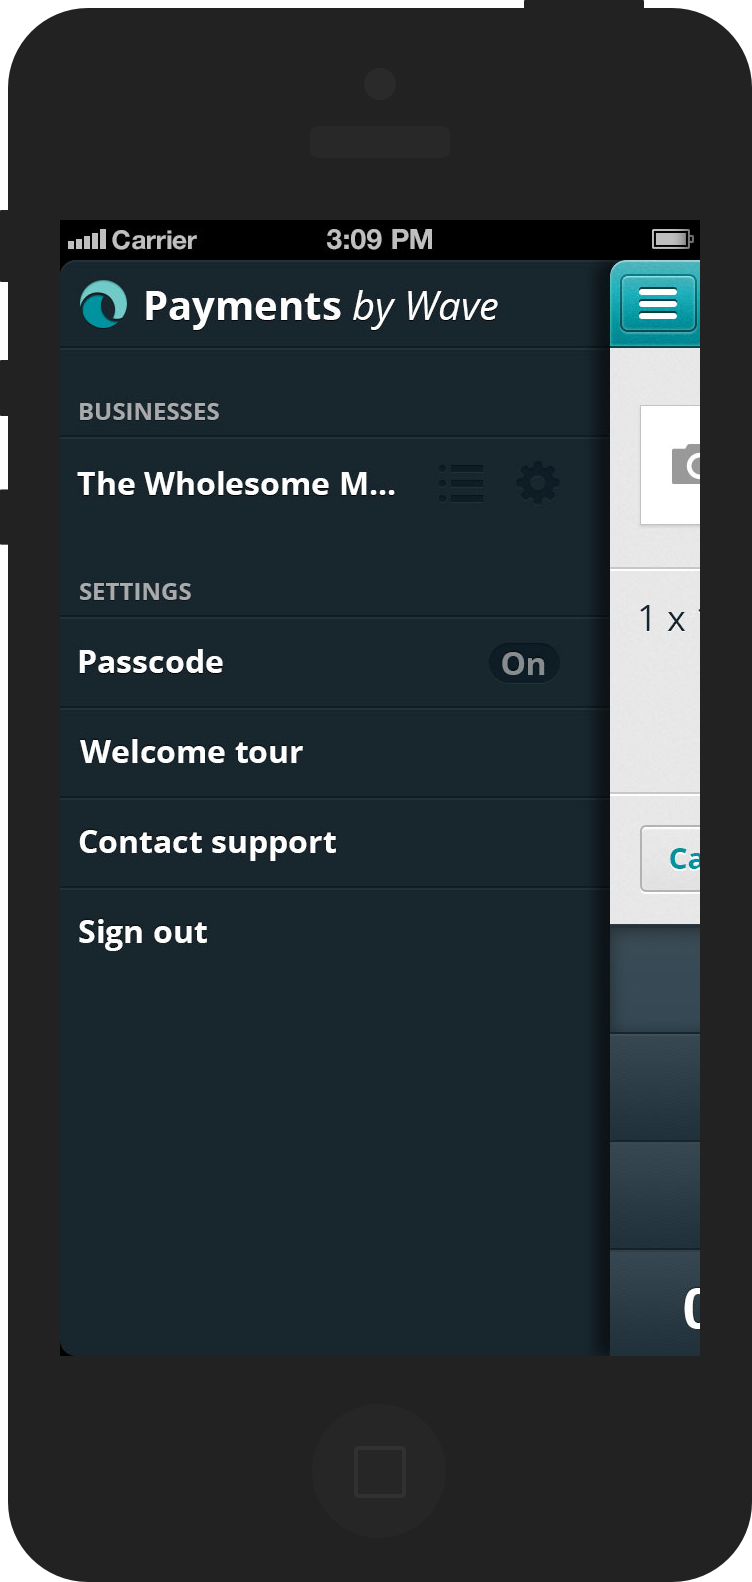 Carrier 3:09 PM
Payments by Wave
BUSINESSES
The Wholesome M...
SETTINGS
Passcode On
Welcome tour
Contact support
Sign out
1 x
Ca
0